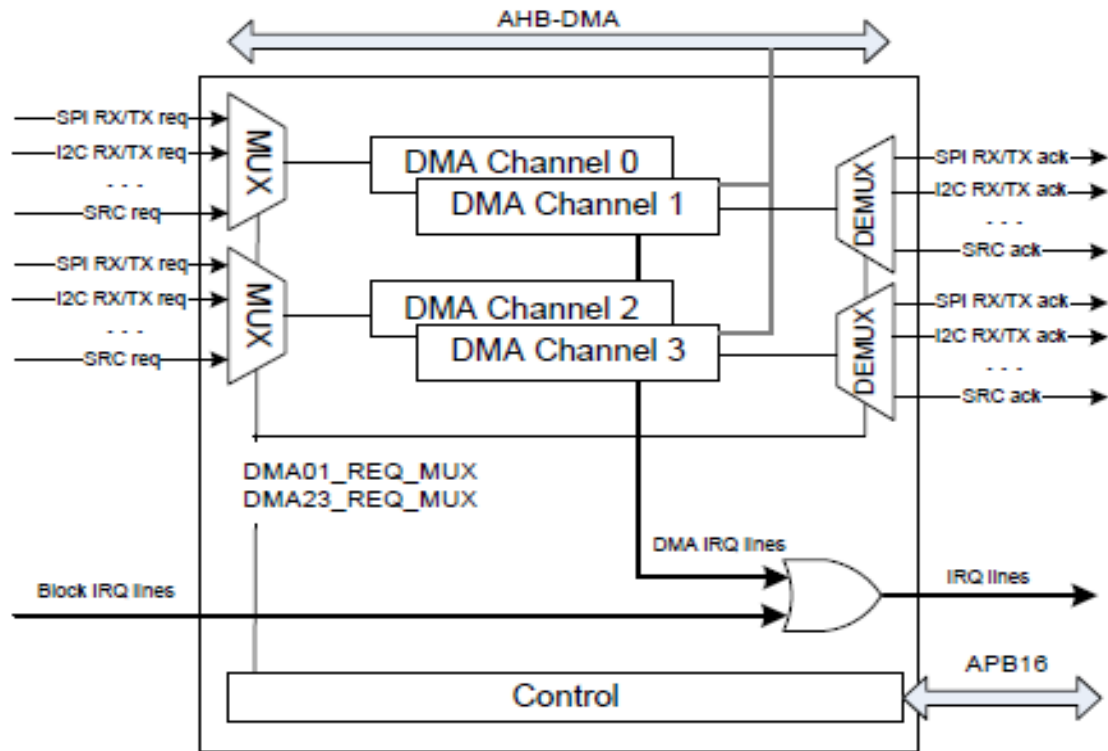 AHB-DMA
SPI RX/TX req
I2C RX/TX req
- - -
SRC req
SPI RX/TX req
I2C RX/TX req
- - -
SRC req
MUX
MUX
DMA Channel 0
DMA Channel 1
DMA Channel 2
DMA Channel 3
DEMUX
DEMUX
SPI RX/TX ack
I2C RX/TX ack
- - -
SRC ack
SPI RX/TX ack
I2C RX/TX ack
- - -
SRC ack
DMA01_REQ_MUX
DMA23_REQ_MUX
DMA IRQ lines
IRQ lines
Block IRQ lines
APB16
Control